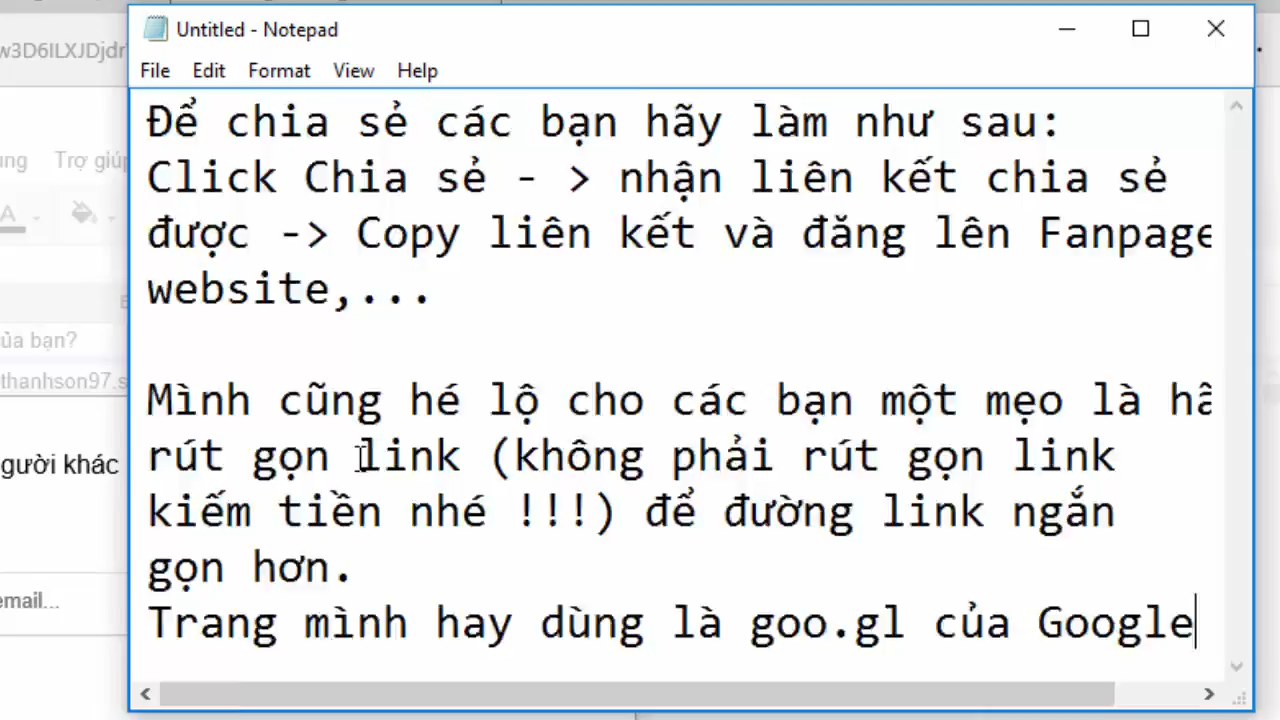 w3D6ILXJDjdr
Untitled - Notepad
File Edit Format View Help
Để chia sẻ các bạn hãy làm như sau:
Click Chia sẻ - > nhận liên kết chia sẻ
được -> Copy liên kết và đăng lên Fanpage
website,...
Mình cũng hé lộ cho các bạn một mẹo là hã
rút gọn link (không phải rút gọn link
kiếm tiền nhé !!!) để đường link ngắn
gọn hơn.
Trang mình hay dùng là goo.gl của Google
ung Trợ giúp
A
của bạn?
thanhson97.s
gười khác
email...